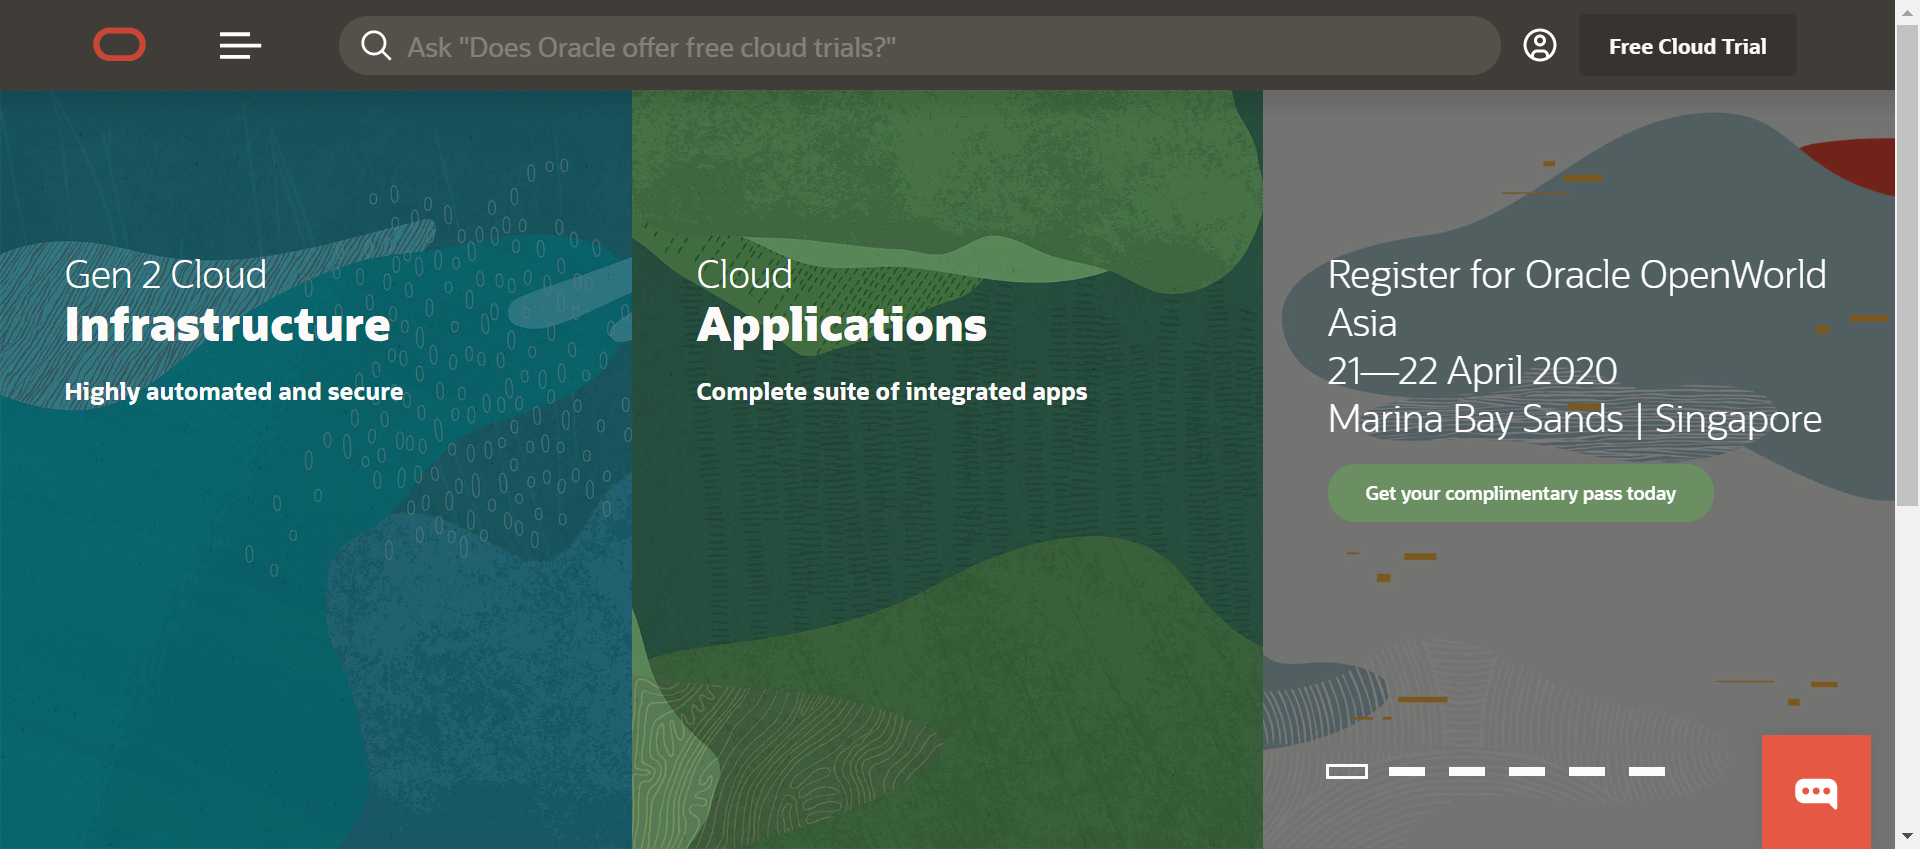 Ask "Does Oracle offer free cloud trials?"
Free Cloud Trial
Gen 2 Cloud
Infrastructure
Highly automated and secure
Cloud
Applications
Complete suite of integrated apps
Register for Oracle OpenWorld
Asia
21—22 April 2020
Marina Bay Sands | Singapore
Get your complimentary pass today